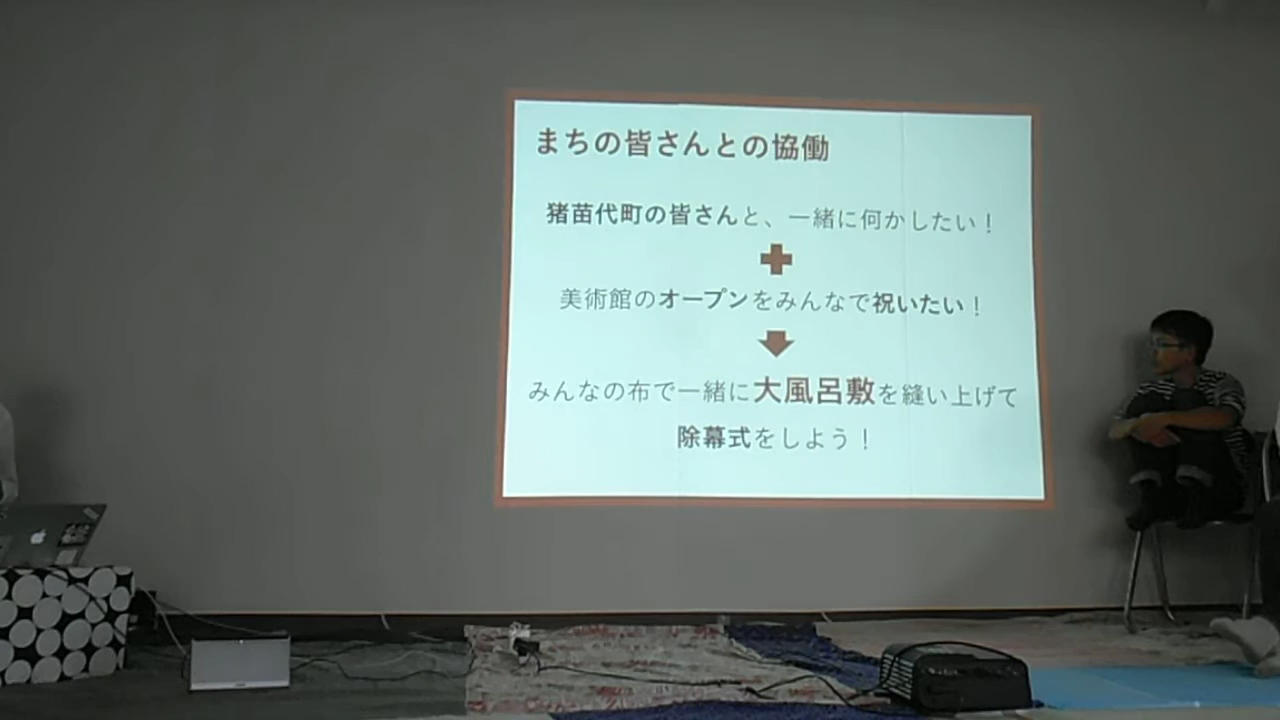 まちの皆さんとの協働
猪苗代町の皆さんと、一緒に何かしたい！
美術館のオープンをみんなで祝いたい！
みんなの布で一緒に大風呂敷を縫い上げて
除幕式をしよう！